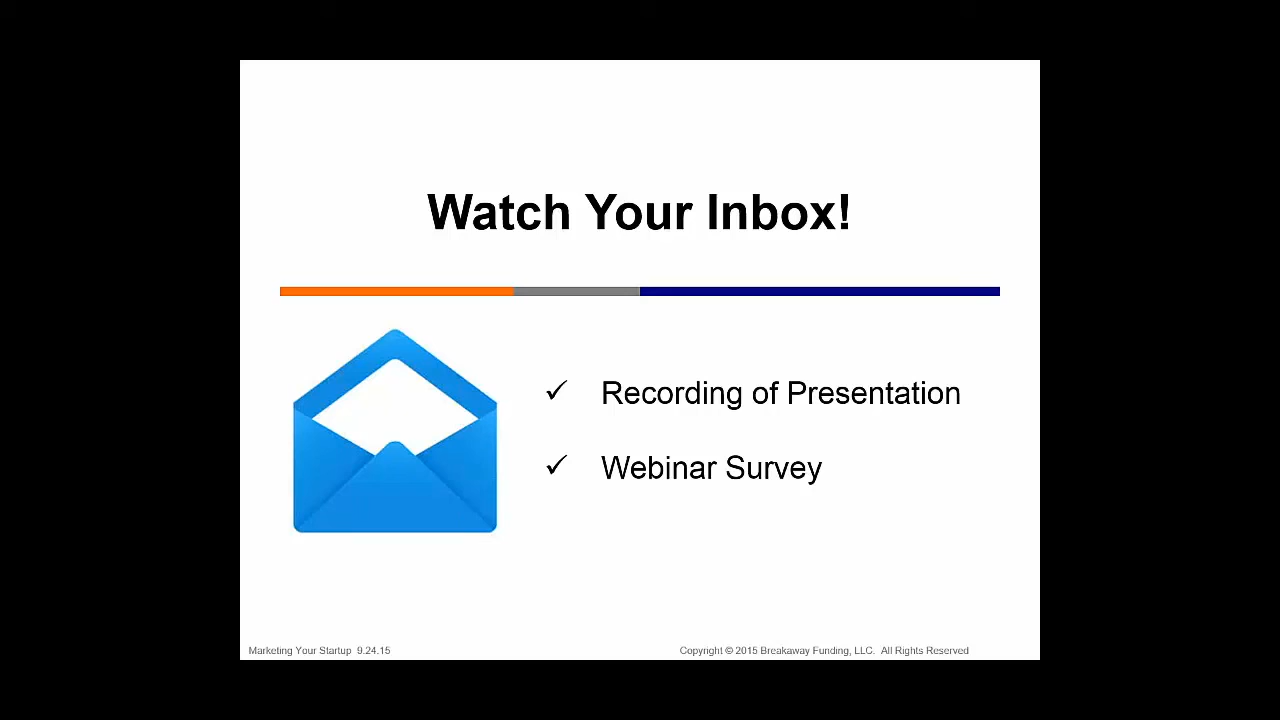 Watch Your Inbox!
✓ Recording of Presentation
✓ Webinar Survey
Marketing Your Startup 9.24.15
Copyright © 2015 Breakaway Funding, LLC. All Rights Reserved